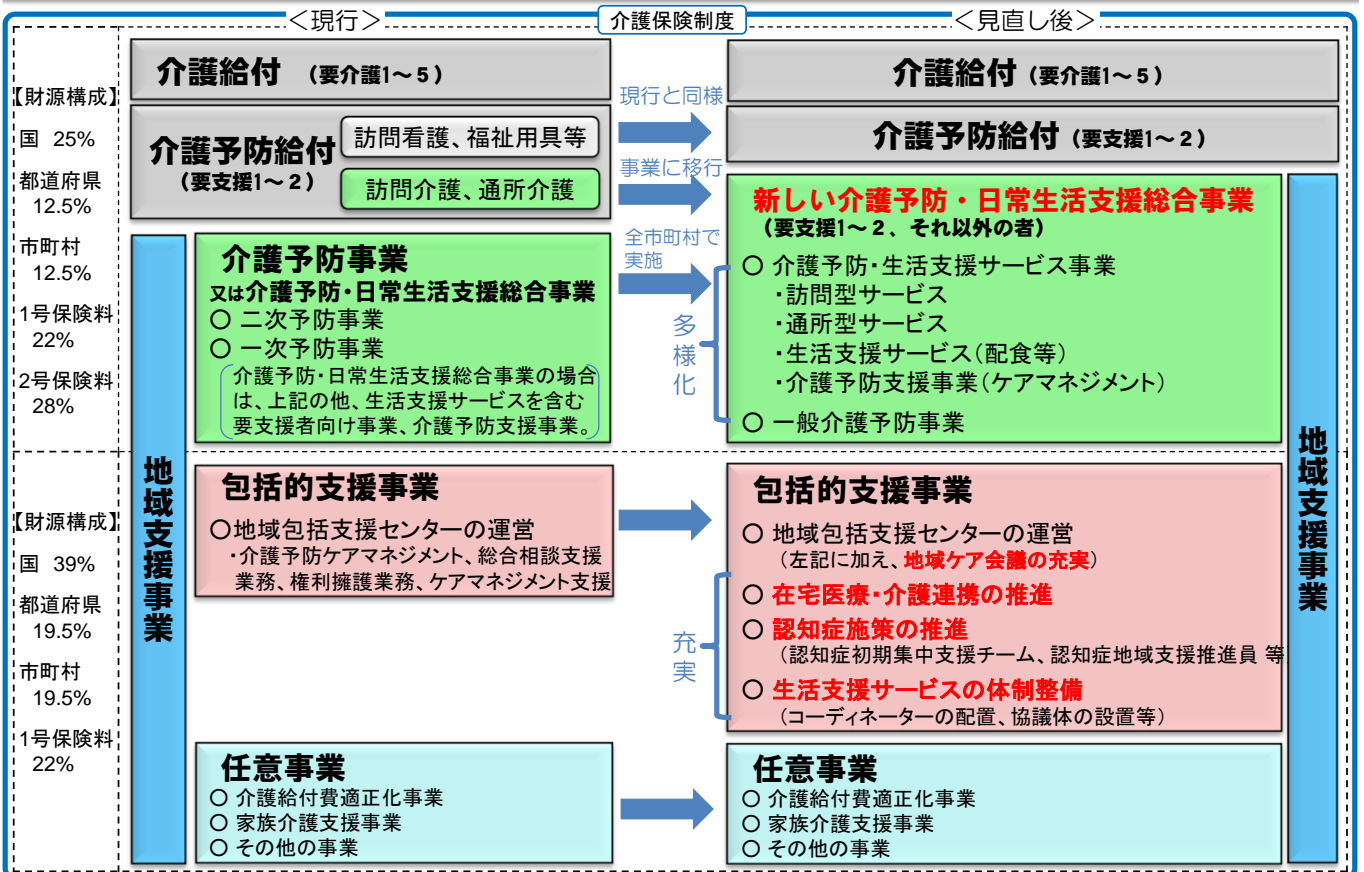 <現行>
介護保険制度
<見直し後>
【財源構成】
国 25%
都道府県
12.5%
市町村
12.5%
1号保険料
22%
2号保険料
28%
介護給付 （要介護1～5）
介護予防給付
（要支援1～2）
訪問看護、福祉用具等
訪問介護、通所介護
現行と同様
事業に移行
全市町村で
実施
多様化
介護給付（要介護1～5）
介護予防給付（要支援1～2）
介護予防事業
又は介護予防・日常生活支援総合事業
○ 二次予防事業
○ 一次予防事業
介護予防・日常生活支援総合事業の場合
は、上記の他、生活支援サービスを含む
要支援者向け事業、介護予防支援事業。
新しい介護予防・日常生活支援総合事業
（要支援1～2、それ以外の者）
○ 介護予防・生活支援サービス事業
・訪問型サービス
・通所型サービス
・生活支援サービス（配食等）
・介護予防支援事業（ケアマネジメント）
○ 一般介護予防事業
【財源構成】
国 39%
都道府県
19.5%
市町村
19.5%
1号保険料
22%
地域支援事業
包括的支援事業
○地域包括支援センターの運営
・介護予防ケアマネジメント、総合相談支援
業務、権利擁護業務、ケアマネジメント支援
充実
包括的支援事業
○ 地域包括支援センターの運営
（左記に加え、地域ケア会議の充実）
○ 在宅医療・介護連携の推進
○ 認知症施策の推進
（認知症初期集中支援チーム、認知症地域支援推進員 等
○ 生活支援サービスの体制整備
（コーディネーターの配置、協議体の設置等）
地域支援事業
任意事業
○ 介護給付費適正化事業
○ 家族介護支援事業
○ その他の事業
任意事業
○ 介護給付費適正化事業
○ 家族介護支援事業
○ その他の事業